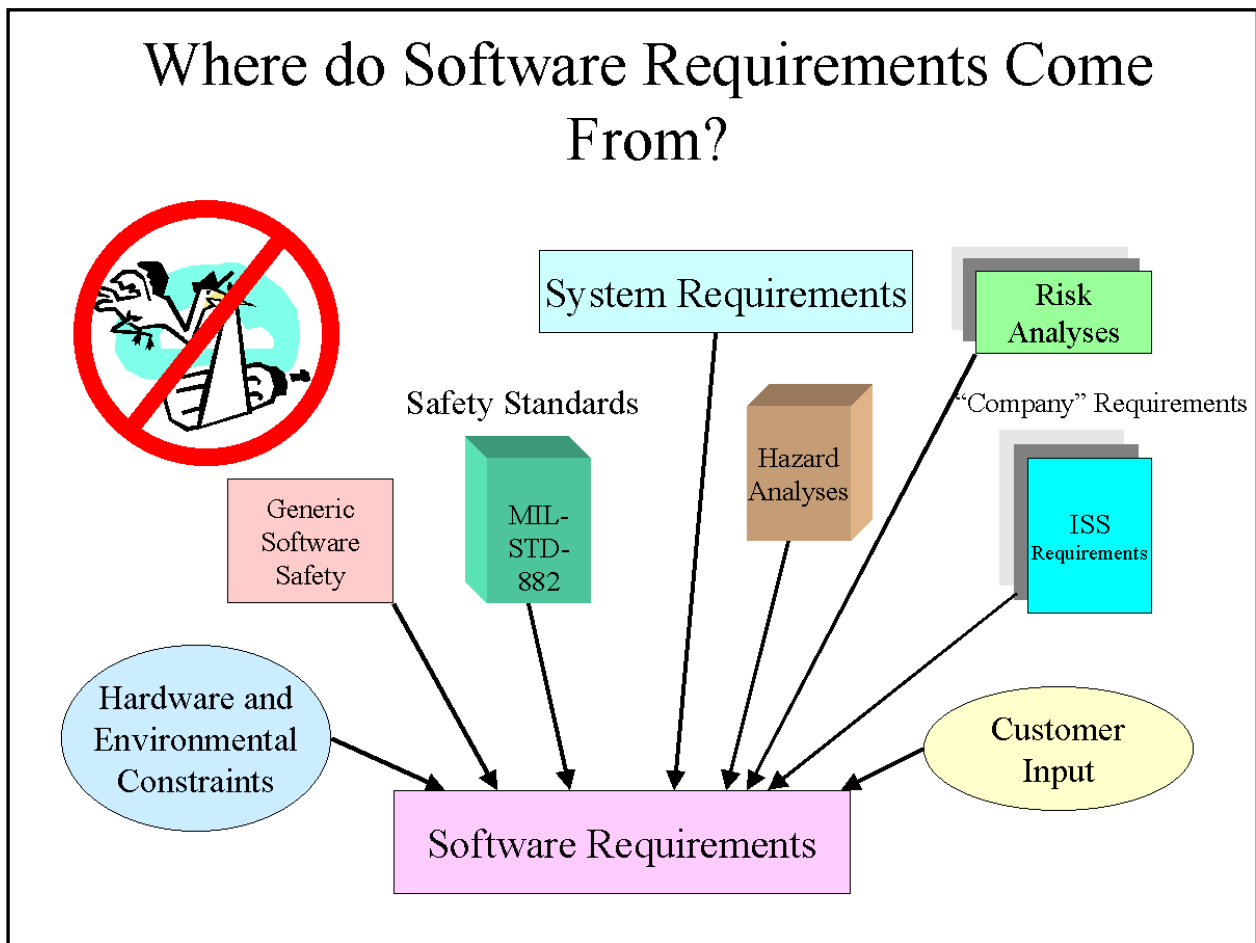 Where do Software Requirements Come
From?
System Requirements
Risk
Analyses
Safety Standards
“Company” Requirements
Hazard
Analyses
Generic
Software
Safety
MIL-
STD-
882
ISS
Requirements
Hardware and
Environmental
Constraints
Customer
Input
Software Requirements